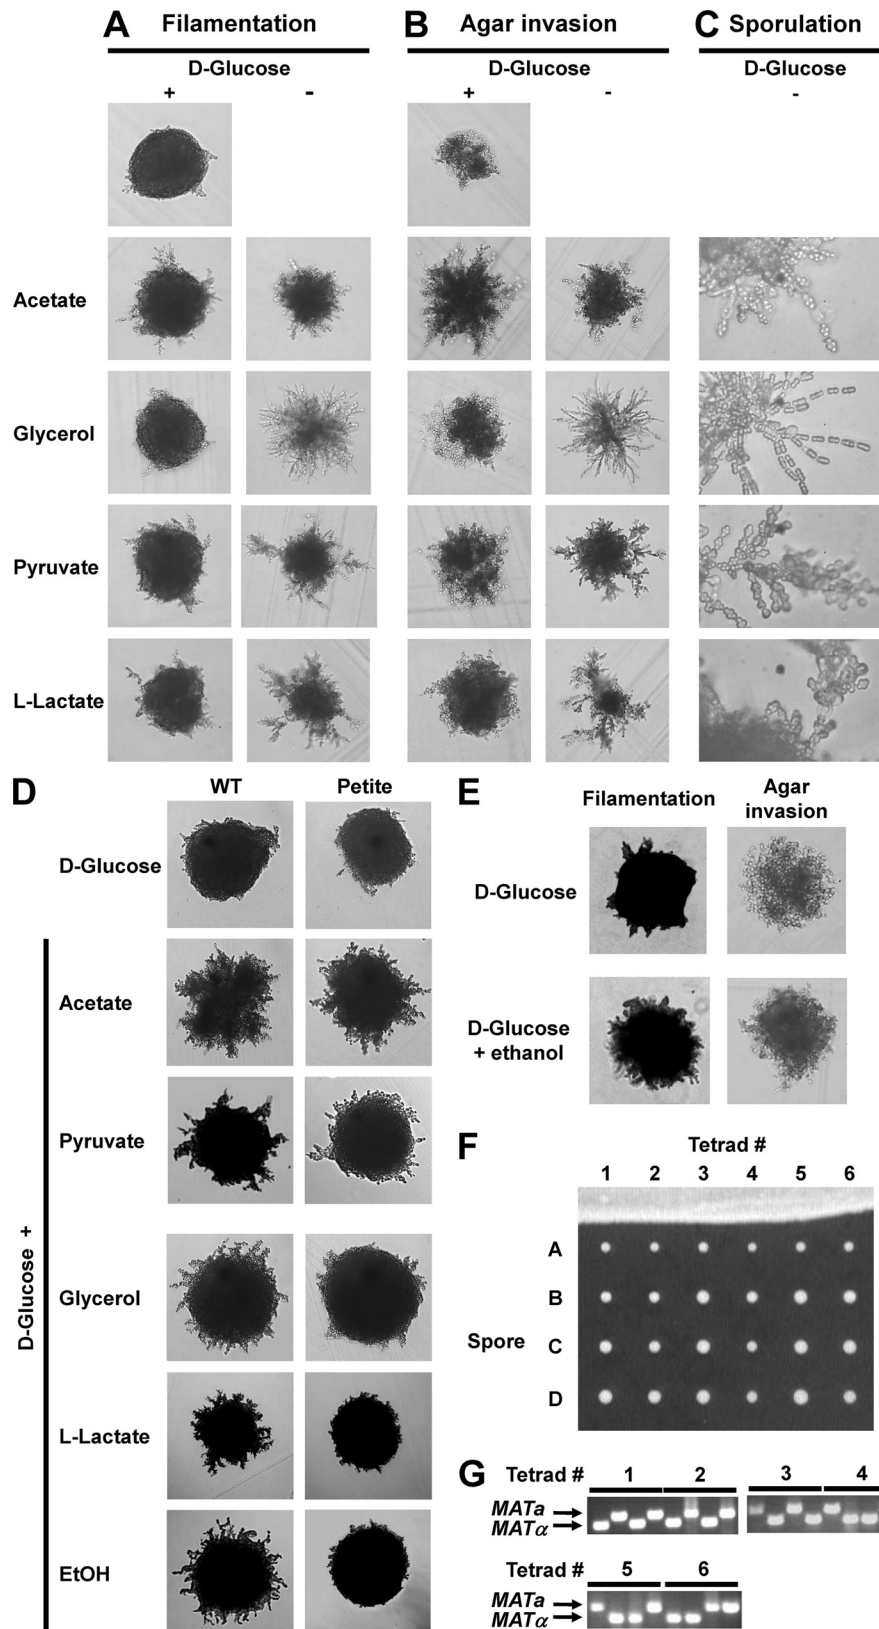 A Filamentation
D-Glucose
+ -
B Agar invasion
D-Glucose
+ -
C Sporulation
D-Glucose
-
Acetate
Glycerol
Pyruvate
L-Lactate
D WT Petite
D-Glucose
D-Glucose +
Acetate
Pyruvate
Glycerol
L-Lactate
EtOH
E Filamentation
Agar
invasion
D-Glucose
D-Glucose
+ ethanol
F Tetrad #
1 2 3 4 5 6
Spore
A
B
C
D
G Tetrad # 1 2 3 4
MATa
MATα
Tetrad # 5 6
MATa
MATα